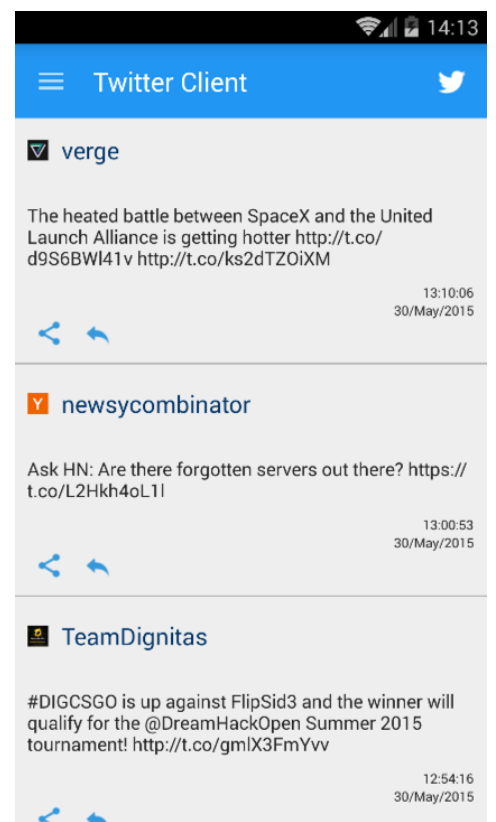 14:13
Twitter Client
verge
The heated battle between SpaceX and the United
Launch Alliance is getting hotter http://t.co/
d9S6BWl41v http://t.co/ks2dTZOiXM
13:10:06
30/May/2015
Y newsycombinator
Ask HN: Are there forgotten servers out there? https://
t.co/L2Hkh4oL1l
13:00:53
30/May/2015
TeamDignitas
#DIGCSGO is up against FlipSid3 and the winner will
qualify for the @DreamHackOpen Summer 2015
tournament! http://t.co/gmlX3FmYvv
12:54:16
30/May/2015